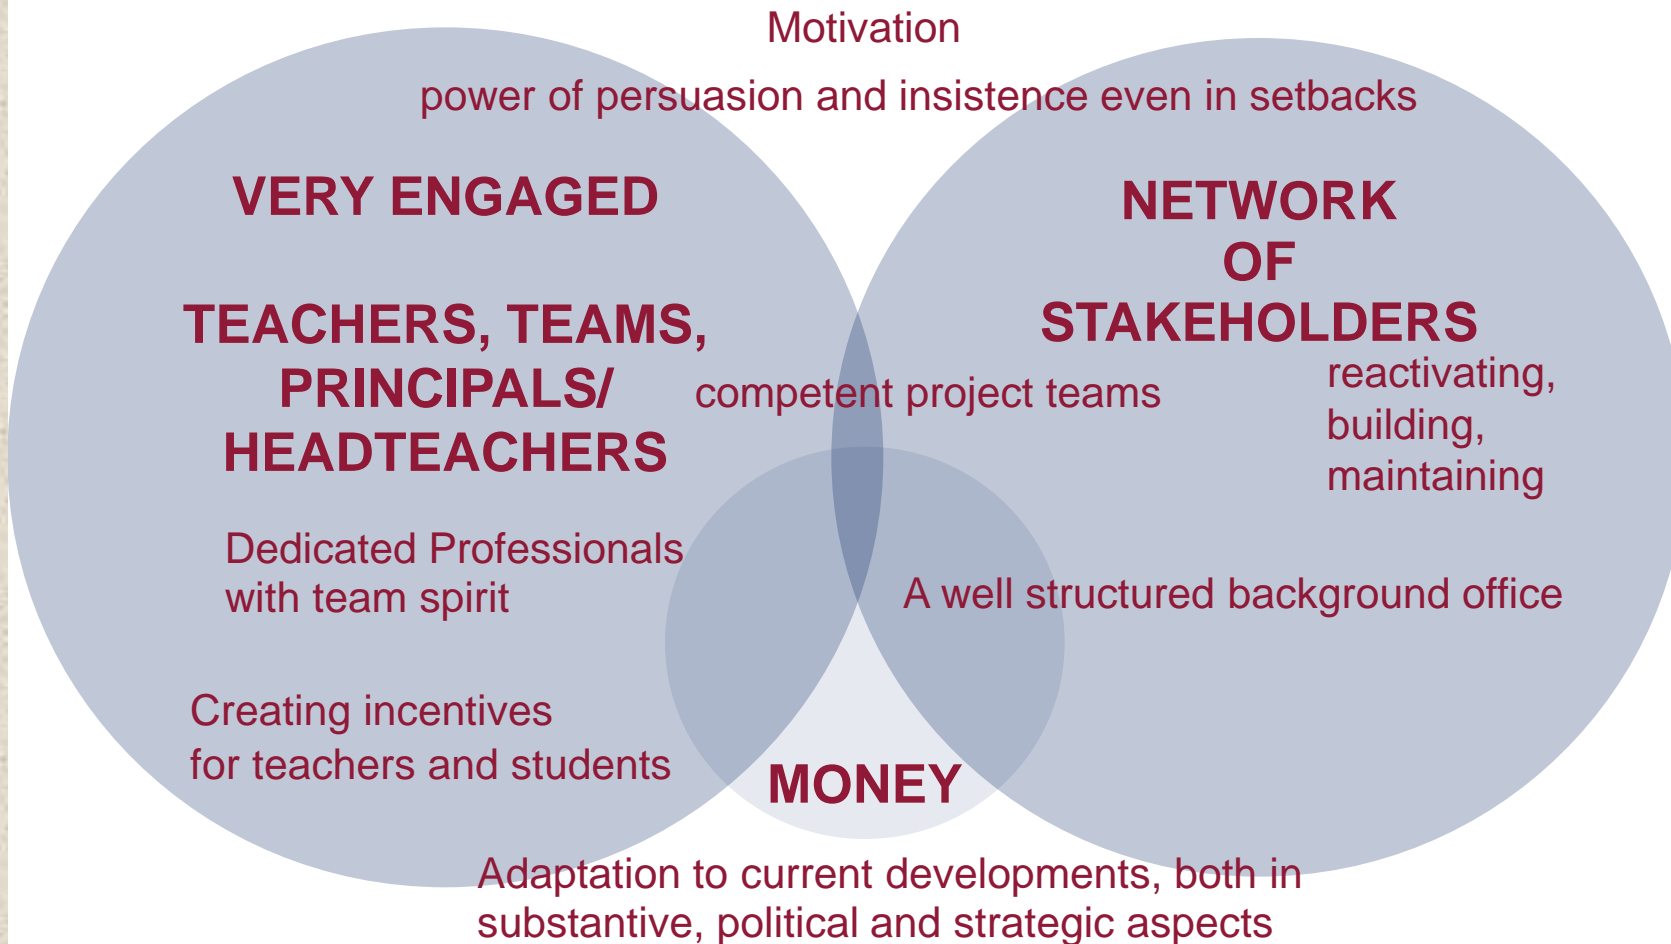 Motivation
power of persuasion and insistence even in setbacks
VERY ENGAGED
TEACHERS, TEAMS,
PRINCIPALS/
HEADTEACHERS
NETWORK
OF
STAKEHOLDERS
reactivating,
building,
maintaining
competent project teams
Dedicated Professionals
with team spirit
A well structured background office
Creating incentives
for teachers and students
MONEY
Adaptation to current developments, both in
substantive, political and strategic aspects